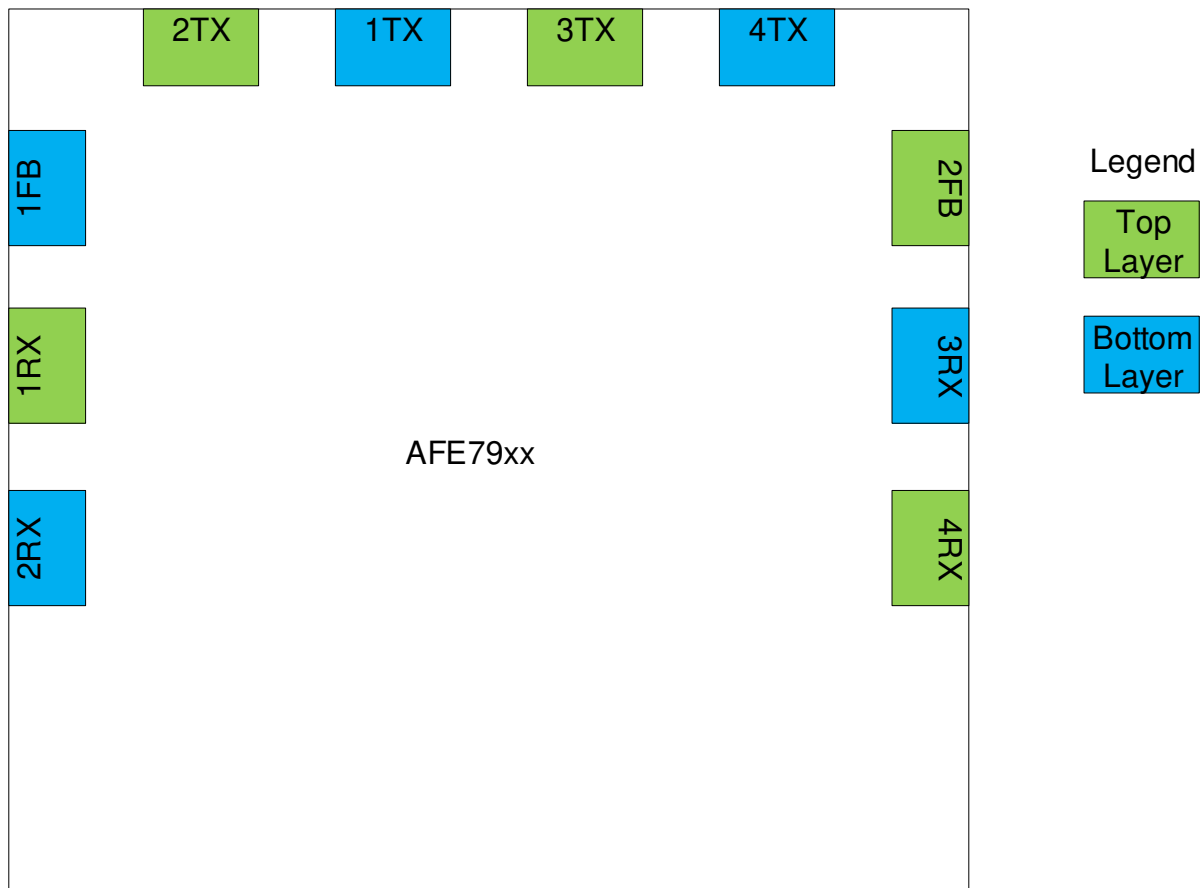 2TX
1TX
3TX
4TX
1FB
2FB
1RX
3RX
2RX
4RX
AFE79xx
Legend
Top
Layer
Bottom
Layer